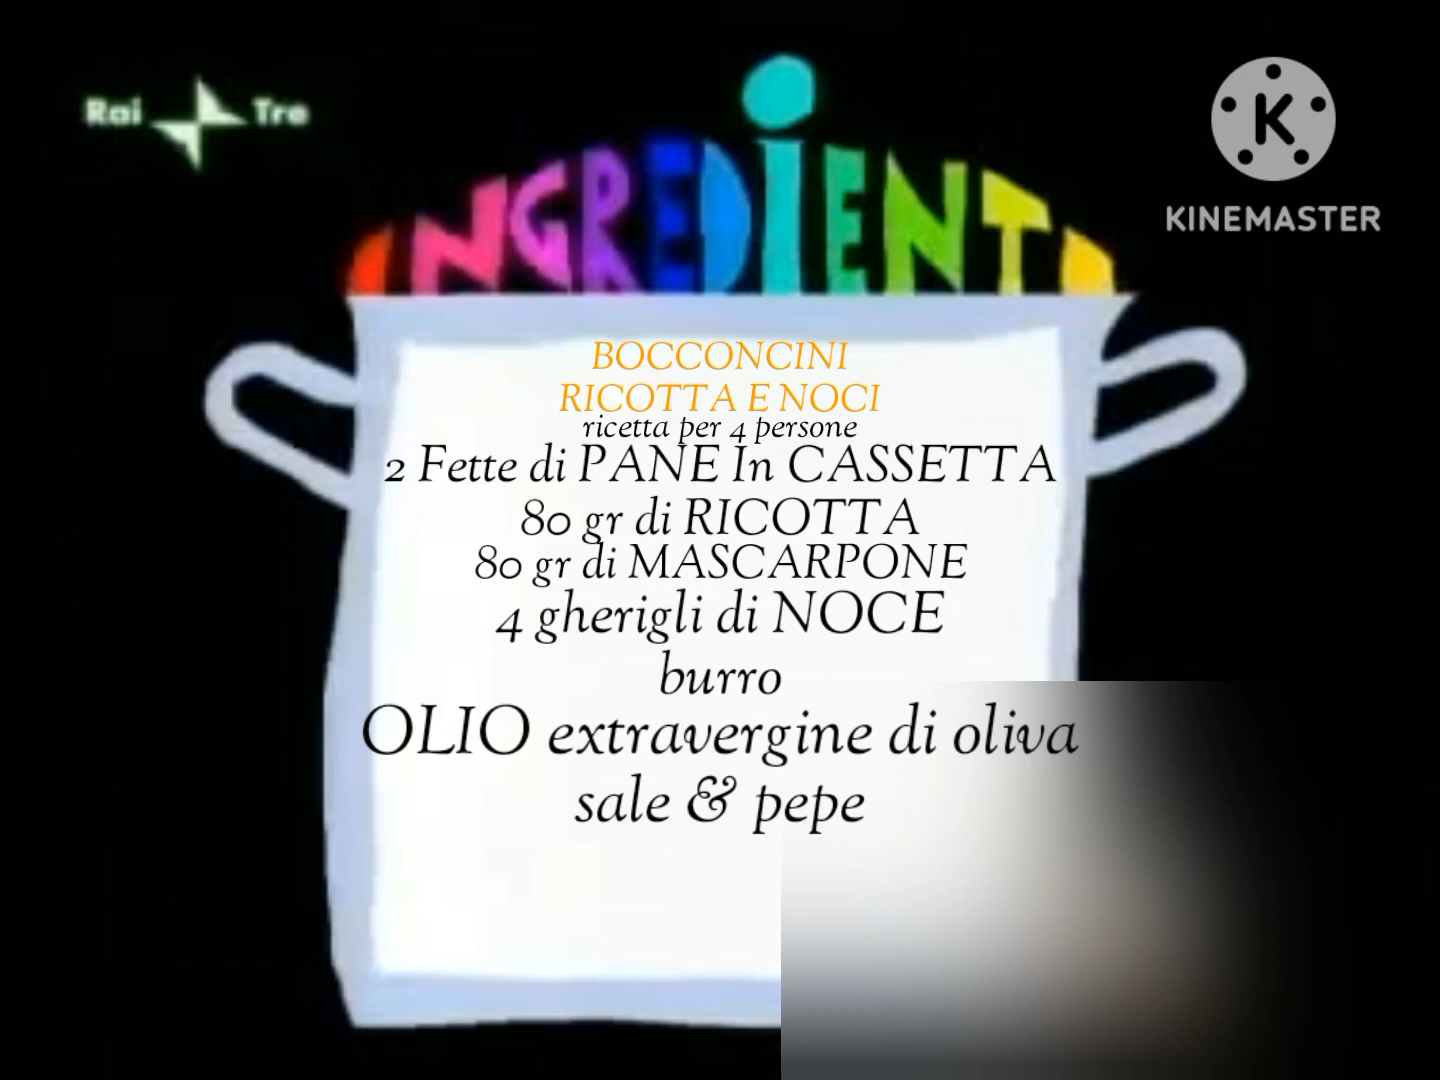 Rai Tre
KINEMASTER
INGREDIENTI
BOCCONCINI
RICOTTA E NOCI
ricetta per 4 persone
2 Fette di PANE In CASSETTA
80 gr di RICOTTA
80 gr di MASCARPONE
4 gherigli di NOCE
burro
OLIO extravergine di oliva
sale & pepe